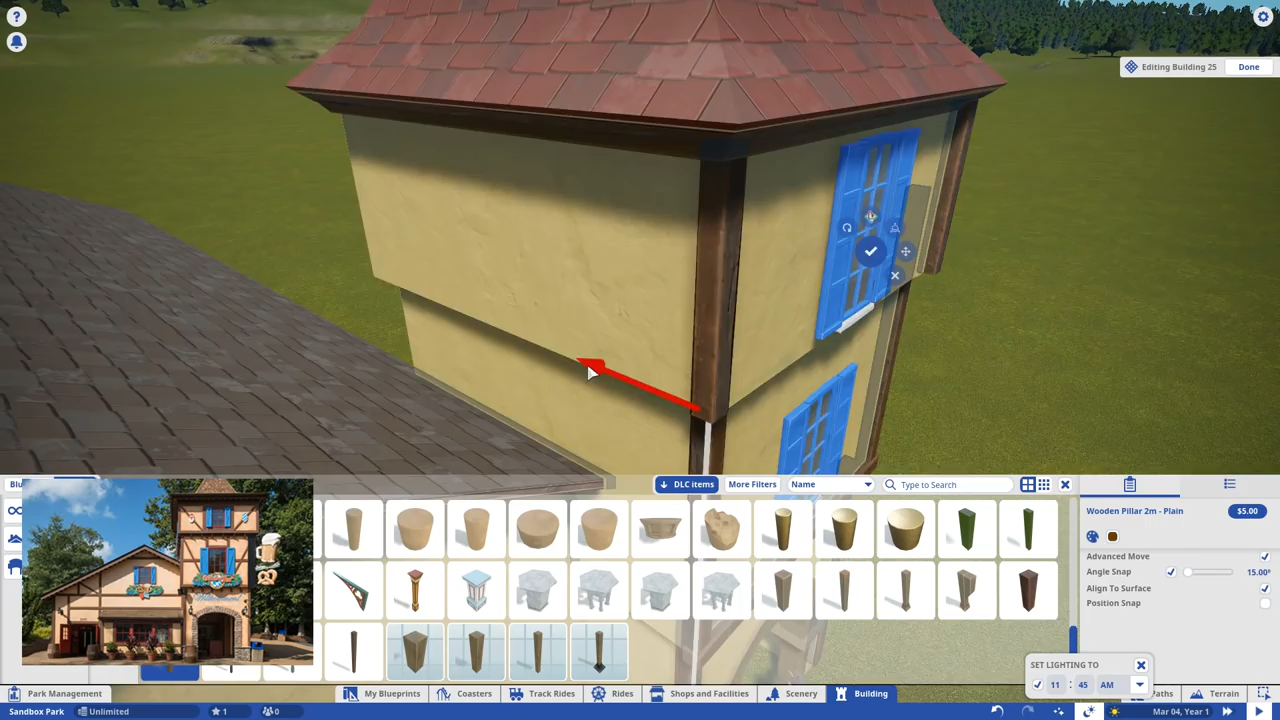 ?
Editing Building 25
Done
Blu
DLC items
More Filters
Name
Type to Search
Wooden Pillar 2m - Plain
$5.00
Advanced Move
Angle Snap
15.00°
Align To Surface
Position Snap
SET LIGHTING TO
11 : 45 AM
Park Management
My Blueprints
Coasters
Track Rides
Rides
Shops and Facilities
Scenery
Building
Paths
Terrain
Sandbox Park
Unlimited
1
0
Mar 04, Year 1